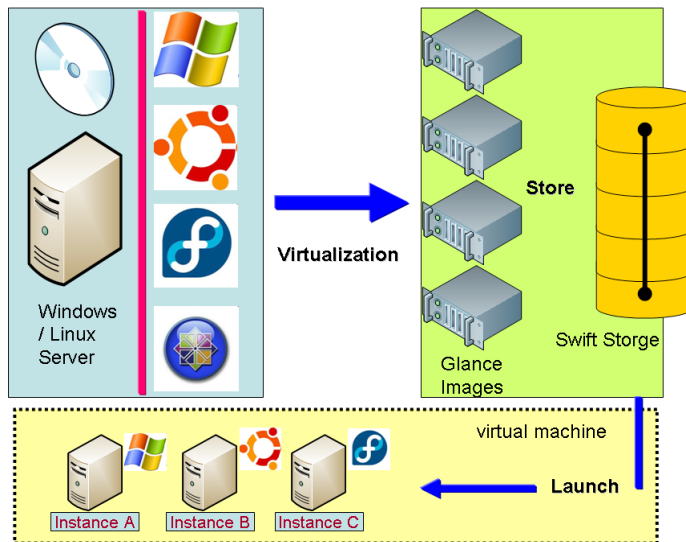 Windows
/ Linux
Server
Virtualization
Store
Glance
Images
Swift Storge
virtual machine
Launch
Instance A
Instance B
Instance C